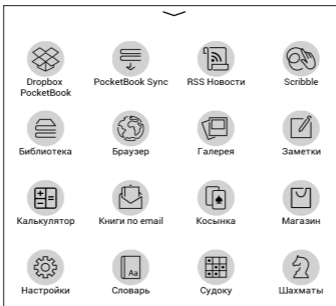 Dropbox PocketBook Sync RSS Новости Scribble
PocketBook
Библиотека Браузер Галерея Заметки
Калькулятор Книги по email Косынка Магазин
Aa
Настройки Словарь Судоку Шахматы